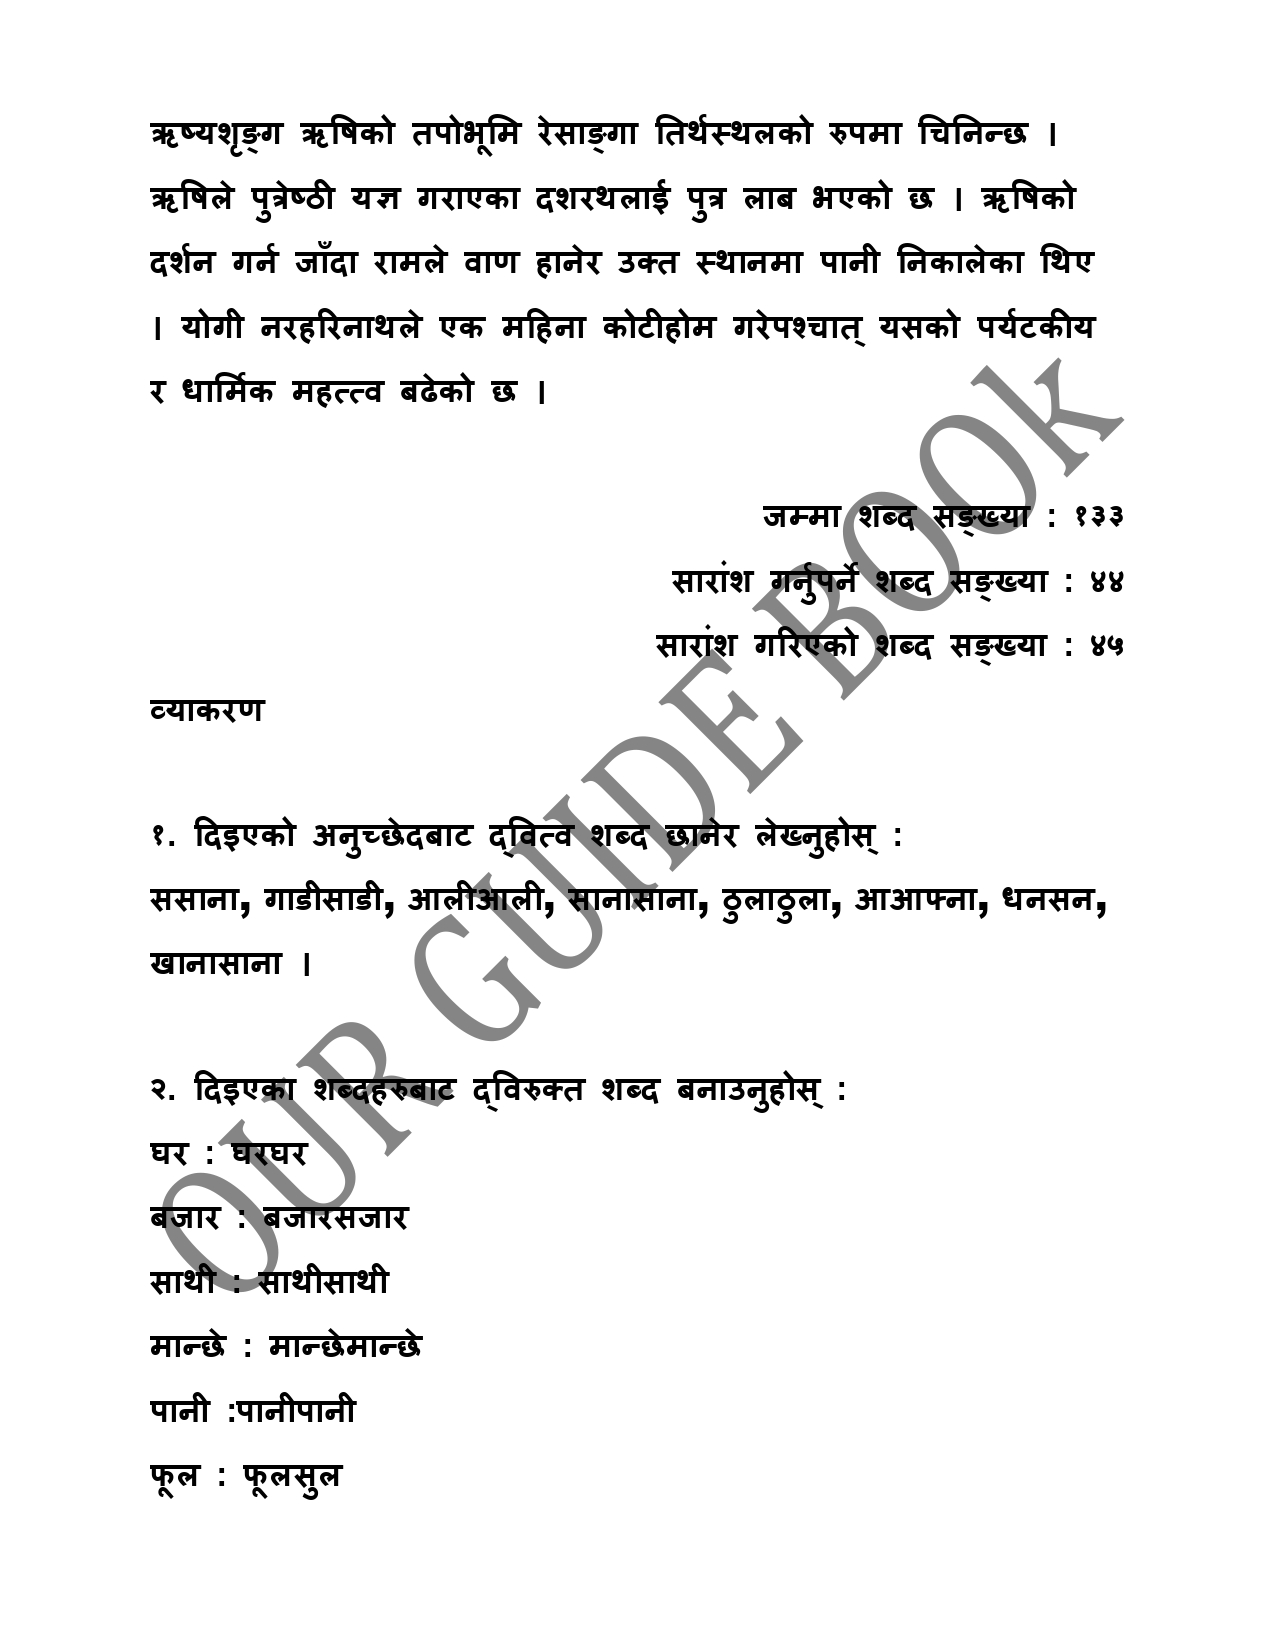 ऋष्यशृङ्ग ऋषिको तपोभूमि रेसाङ्गा तिर्थस्थलको रुपमा चिनिन्छ ।
ऋषिले पुत्रेष्ठी यज्ञ गराएका दशरथलाई पुत्र लाब भएको छ । ऋषिको
दर्शन गर्न जाँदा रामले वाण हानेर उक्त स्थानमा पानी निकालेका थिए
। योगी नरहरिनाथले एक महिना कोटीहोम गरेपश्चात् यसको पर्यटकीय
र धार्मिक महत्त्व बढेको छ ।
जम्मा शब्द सङ्ख्या : १३३
सारांश गर्नुपर्ने शब्द सङ्ख्या : ४४
सारांश गरिएको शब्द सङ्ख्या : ४५
व्याकरण
१. दिइएको अनुच्छेदबाट द्वित्व शब्द छानेर लेख्नुहोस् :
ससाना, गाडीसाडी, आलीआली, सानासाना, ठुलाठुला, आआफ्ना, धनसन,
खानासाना ।
२. दिइएका शब्दहरुबाट द्विरुक्त शब्द बनाउनुहोस् :
घर : घरघर
बजार : बजारसजार
साथी : साथीसाथी
मान्छे : मान्छेमान्छे
पानी :पानीपानी
फूल : फूलसुल
OUR GUIDE BOOk